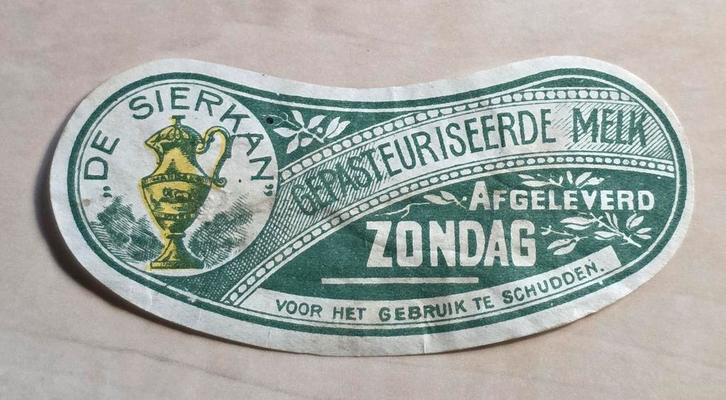 „DE SIERKAN”
GEPASTEURISEERDE MELK
AFGELEVERD
ZONDAG
VOOR HET GEBRUIK TE SCHUDDEN.